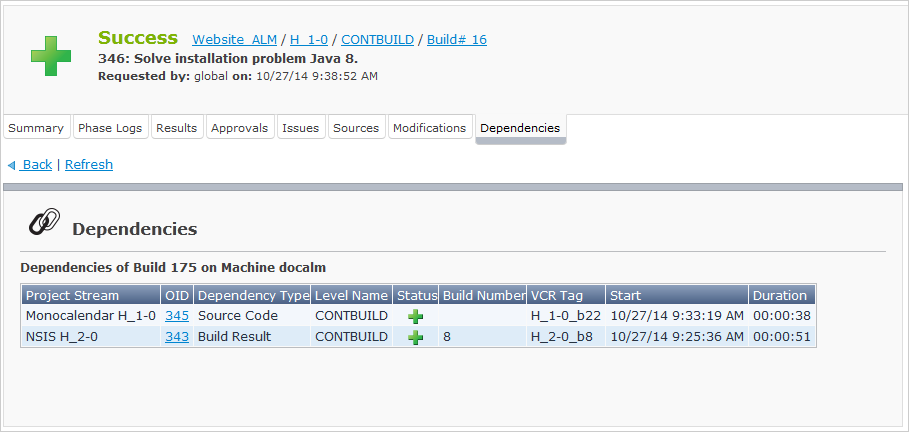 Success Website_ALM / H_1-0 / CONTBUILD / Build# 16
346: Solve installation problem Java 8.
Requested by: global on: 10/27/14 9:38:52 AM
Summary Phase Logs Results Approvals Issues Sources Modifications Dependencies
Back | Refresh
Dependencies
Dependencies of Build 175 on Machine docalm
Project Stream OID Dependency Type Level Name Status Build Number VCR Tag Start Duration
Monocalendar H_1-0 345 Source Code CONTBUILD H_1-0_b22 10/27/14 9:33:19 AM 00:00:38
NSIS H_2-0 343 Build Result CONTBUILD 8 H_2-0_b8 10/27/14 9:25:36 AM 00:00:51